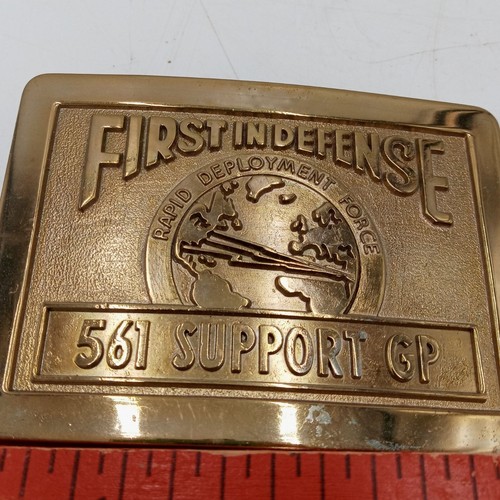 FIRST IN DEFENSE
RAPID DEPLOYMENT FORCE
561 SUPPORT GP